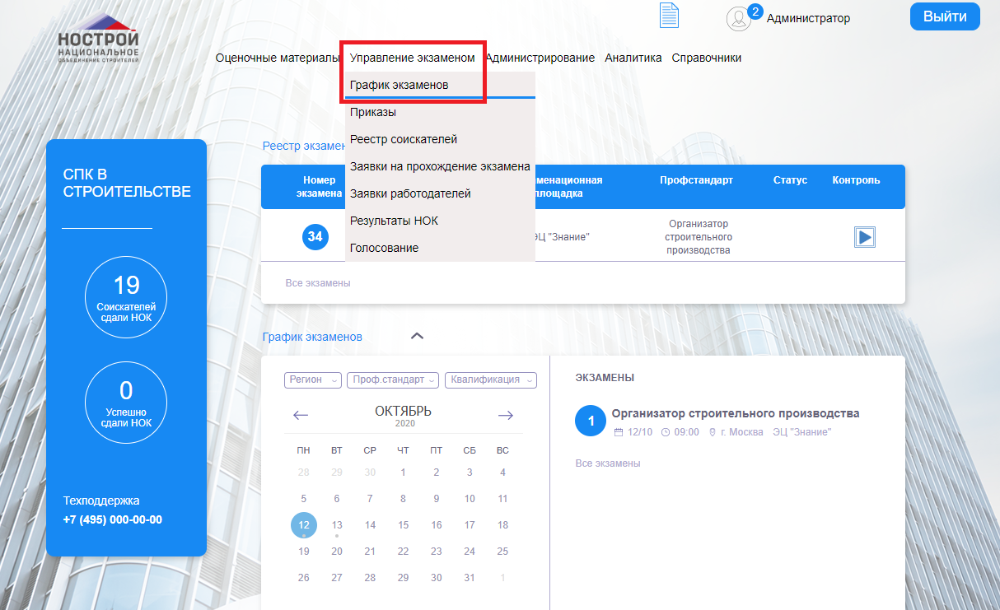 НОСТРОЙ
НАЦИОНАЛЬНОЕ
ОБЪЕДИНЕНИЕ СТРОИТЕЛЕЙ
2
Администратор
Выйти
Оценочные материалы Управление экзаменом Администрирование Аналитика Справочники
График экзаменов
Приказы
Реестр соискателей
Заявки на прохождение экзамена
Заявки работодателей
Результаты НОК
Голосование
СПК В
СТРОИТЕЛЬСТВЕ
19
Соискателей
сдали НОК
0
Успешно
сдали НОК
Техподдержка
+7 (495) 000-00-00
Реестр экзамен
Номер
экзамена
менационная
площадка
Профстандарт
Статус
Контроль
34
ЭЦ "Знание"
Организатор
строительного
производства
Все экзамены
График экзаменов
Регион Проф.стандарт Квалификация
ОКТЯБРЬ
2020
ПН ВТ СР ЧТ ПТ СБ ВС
28 29 30 1 2 3 4
5 6 7 8 9 10 11
12 13 14 15 16 17 18
19 20 21 22 23 24 25
26 27 28 29 30 31 1
ЭКЗАМЕНЫ
1
Организатор строительного производства
12/10 09:00 г. Москва ЭЦ "Знание"
Все экзамены